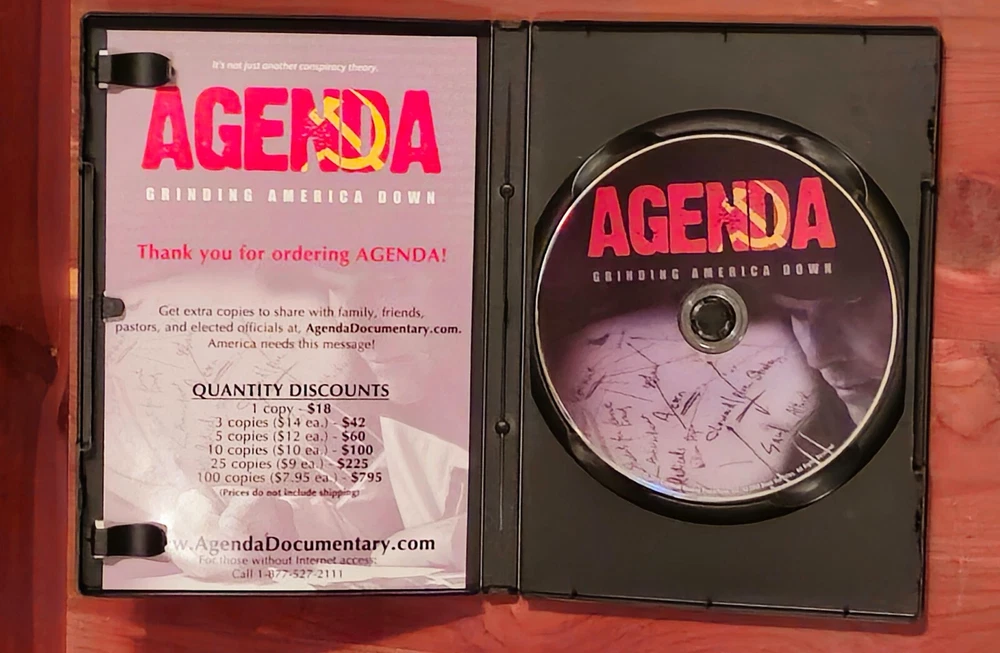 It's not just another conspiracy theory.
AGENDA
GRINDING AMERICA DOWN
Thank you for ordering AGENDA!
Get extra copies to share with family, friends,
pastors, and elected officials at, AgendaDocumentary.com.
America needs this message!
QUANTITY DISCOUNTS
1 copy - $18
3 copies ($14 ea.) - $42
5 copies ($12 ea.) - $60
10 copies ($10 ea.) - $100
25 copies ($9 ea.) - $225
100 copies ($7.95 ea.) - $795
(Prices do not include shipping)
w.AgendaDocumentary.com
For those without Internet access:
Call 1-877-527-2111
AGENDA
GRINDING AMERICA DOWN